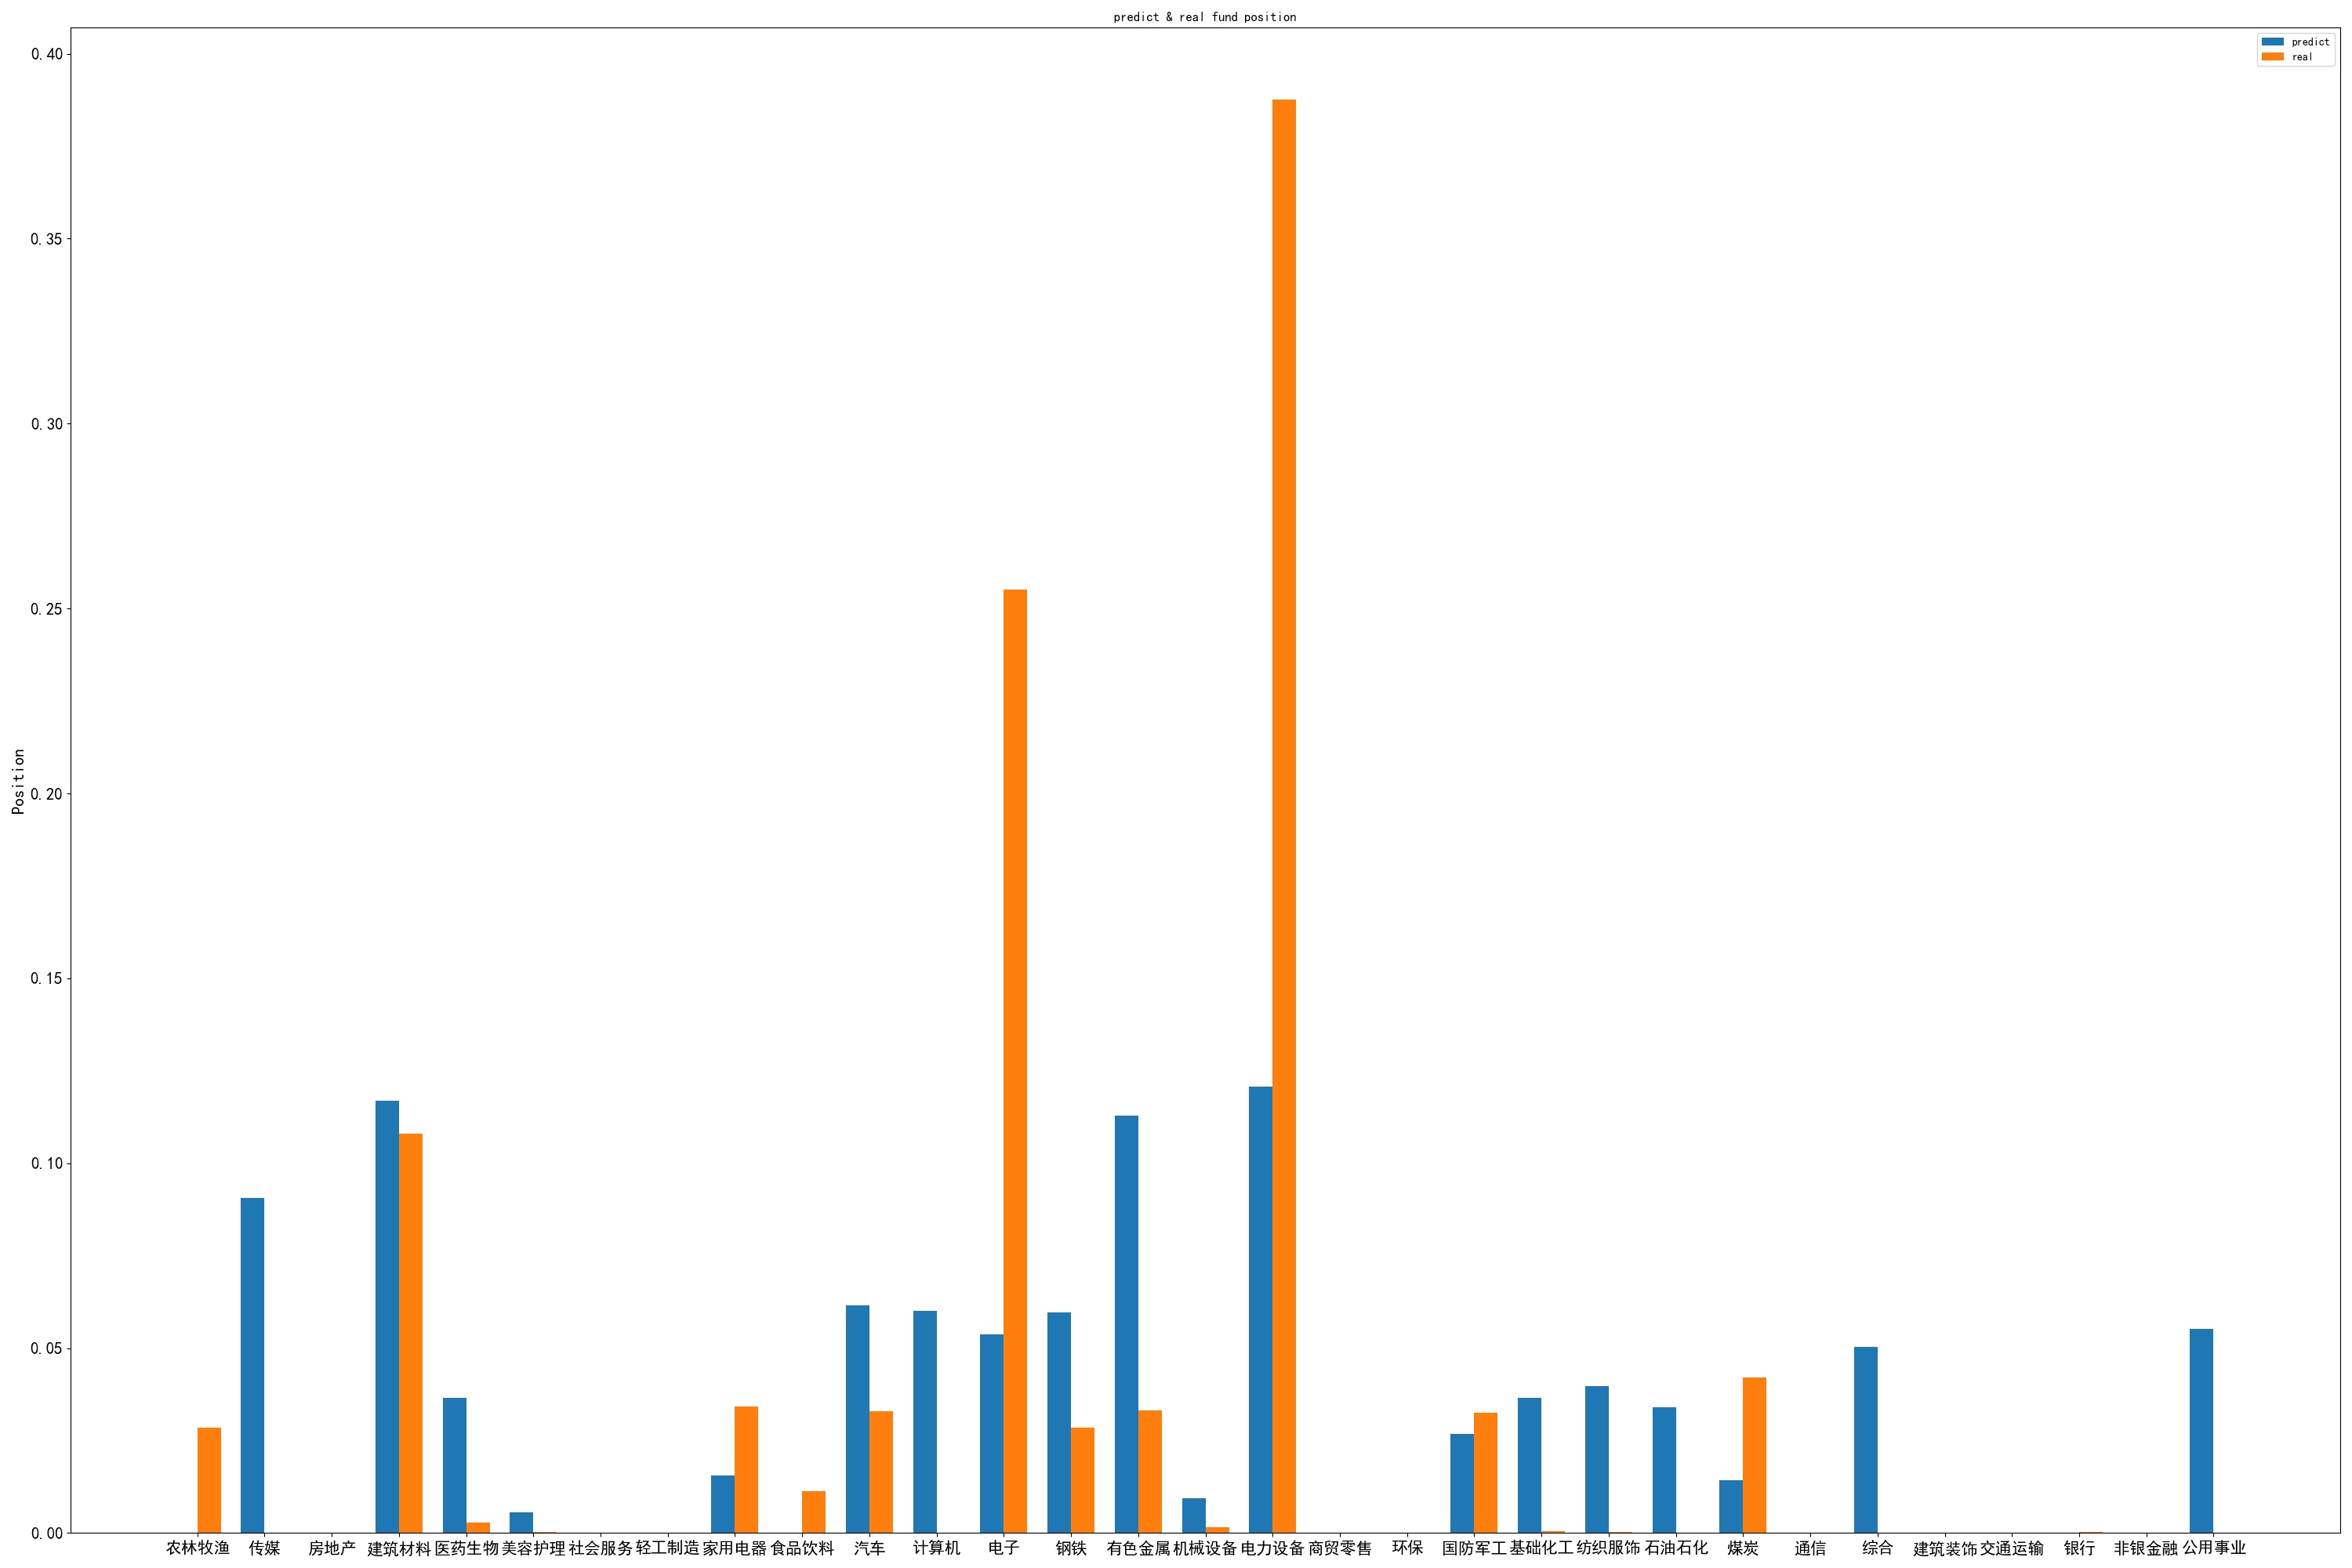 predict & real fund position
predict
real
Position
0.40
0.35
0.30
0.25
0.20
0.15
0.10
0.05
0.00
农林牧渔 传媒 房地产 建筑材料 医药生物 美容护理 社会服务 轻工制造 家用电器 食品饮料 汽车 计算机 电子 钢铁 有色金属 机械设备 电力设备 商贸零售 环保 国防军工 基础化工 纺织服饰 石油石化 煤炭 通信 综合 建筑装饰 交通运输 银行 非银金融 公用事业